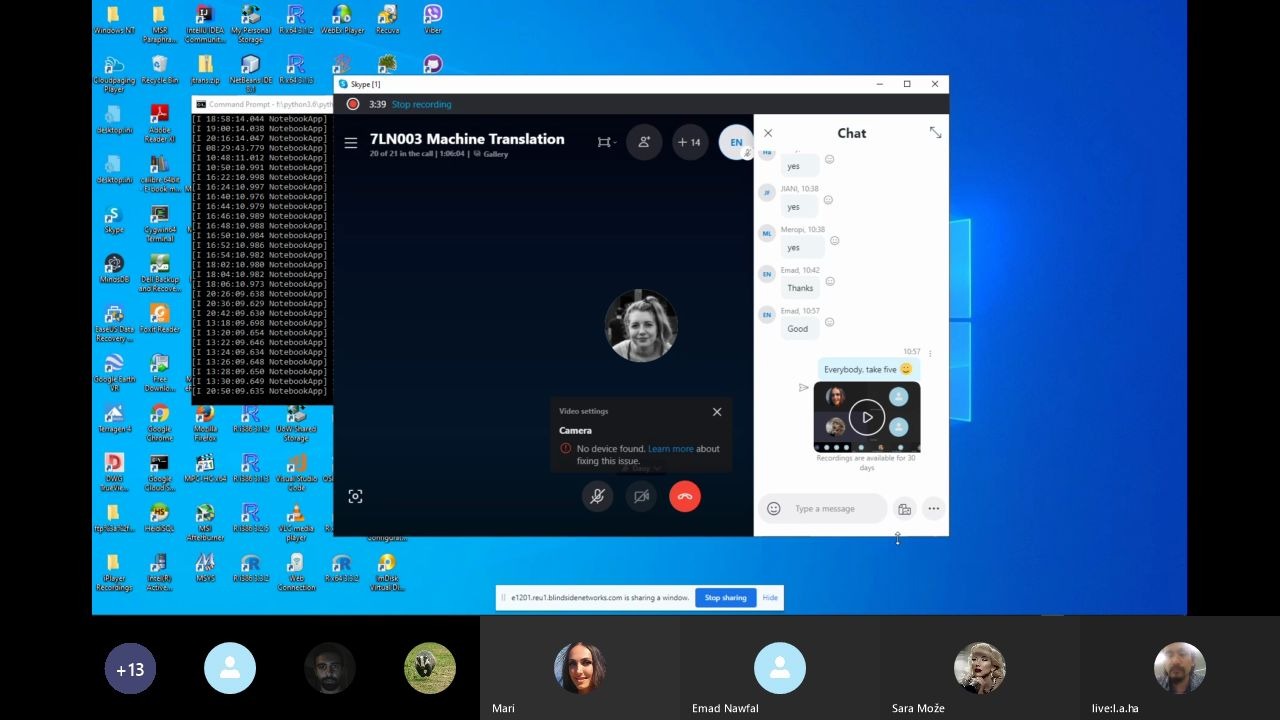 Windows NT
MSR Paraphra...
IntelliJ IDEA Communit...
My Personal Storage
R x64 3.1.2
WebEx Player
Recuva
Viber
Cloudpaging Player
Recycle Bin
jtrans.zip
NetBeans IDE 8.1
R x64 3.1.3
desktop.ini
Adobe Reader XI
desktop.ini
calibre 64bit - E-book m...
Skype
Cygwin64 Terminal
MinosDB
Dell Backup and Recove...
EaseUS Data Recovery ...
Foxit Reader
Google Earth VR
Free Downlo...
Terragen 4
Google Chrome
Mozilla Firefox
R i386 3.1.2
UoW Shared Storage
DWG TrueVie...
Google Cloud S...
MPC-HC x64
R i386 3.1.3
Visual Studio Code
HeidiSQL
MSI Afterburner
R i386 3.2.5
VLC media player
Configurat...
iPlayer Recordings
Intel(R) Active...
MSYS
R i386 3.3.2
Web Connection
R x64 3.3.2
ImDisk Virtual Di...
Command Prompt - f:\python3.6\pyth
[I 18:58:14.044 NotebookApp]
[I 19:00:14.038 NotebookApp]
[I 20:16:14.047 NotebookApp]
[I 08:29:43.779 NotebookApp]
[I 10:48:11.012 NotebookApp]
[I 10:50:10.991 NotebookApp]
[I 16:22:10.998 NotebookApp]
[I 16:24:10.997 NotebookApp]
[I 16:40:10.976 NotebookApp]
[I 16:44:10.979 NotebookApp]
[I 16:46:10.989 NotebookApp]
[I 16:48:10.988 NotebookApp]
[I 16:50:10.984 NotebookApp]
[I 16:52:10.986 NotebookApp]
[I 16:54:10.982 NotebookApp]
[I 18:02:10.980 NotebookApp]
[I 18:04:10.982 NotebookApp]
[I 18:06:10.973 NotebookApp]
[I 20:26:09.638 NotebookApp]
[I 20:36:09.629 NotebookApp]
[I 20:42:09.630 NotebookApp]
[I 13:18:09.698 NotebookApp]
[I 13:20:09.654 NotebookApp]
[I 13:22:09.646 NotebookApp]
[I 13:24:09.634 NotebookApp]
[I 13:26:09.648 NotebookApp]
[I 13:28:09.650 NotebookApp]
[I 13:30:09.649 NotebookApp]
[I 20:50:09.635 NotebookApp]
Skype [1]
3:39 Stop recording
7LN003 Machine Translation
20 of 21 in the call | 1:06:04 | Gallery
+ 14
EN
Video settings
Camera
No device found. Learn more about
fixing this issue.
Daisy
Chat
Ha
yes
JF
JIANI, 10:38
yes
ML
Meropi, 10:38
yes
EN
Emad, 10:42
Thanks
EN
Emad, 10:57
Good
10:57
Everybody, take five
Recordings are available for 30
days
Type a message
e1201.reu1.blindsidenetworks.com is sharing a window.
Stop sharing
Hide
+13
Mari
Emad Nawfal
Sara Može
live:l.a.ha